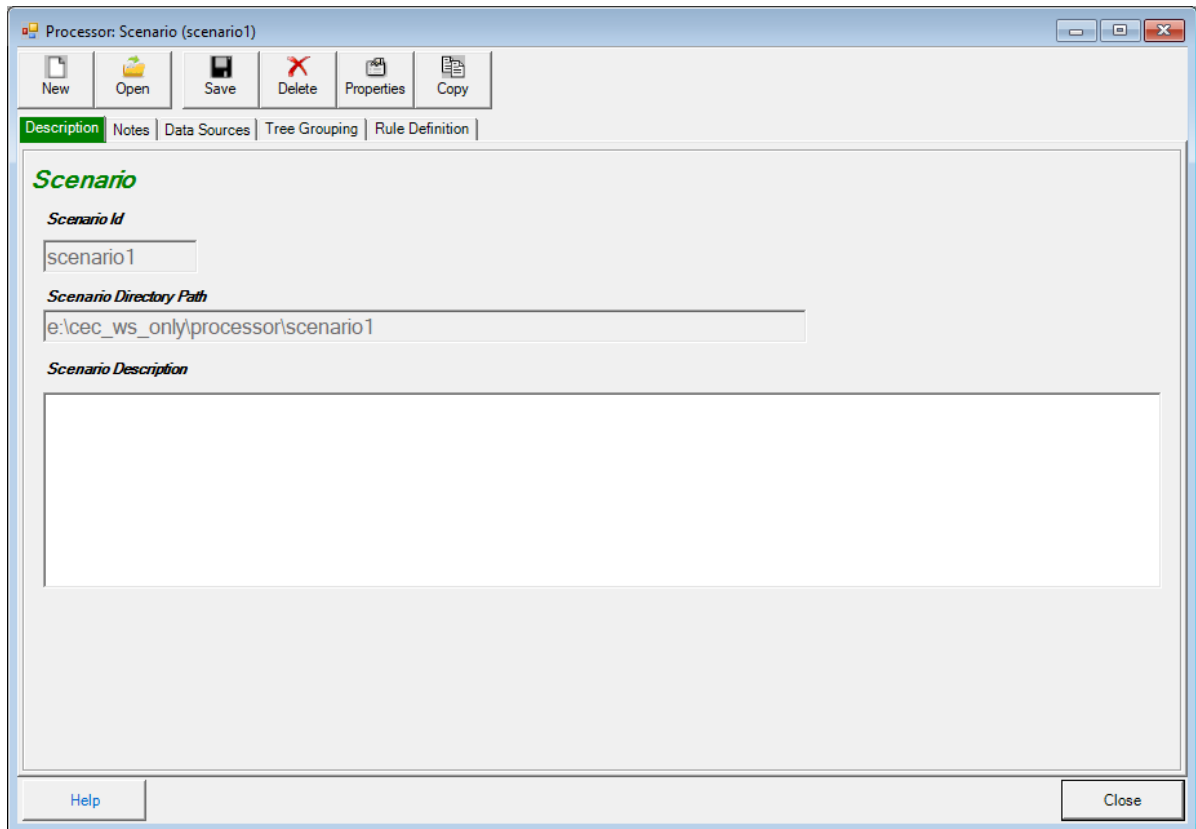 Processor: Scenario (scenario1)
New Open Save Delete Properties Copy
Description Notes Data Sources Tree Grouping Rule Definition
Scenario
Scenario Id
scenario1
Scenario Directory Path
e:\cec_ws_only\processor\scenario1
Scenario Description
Help Close